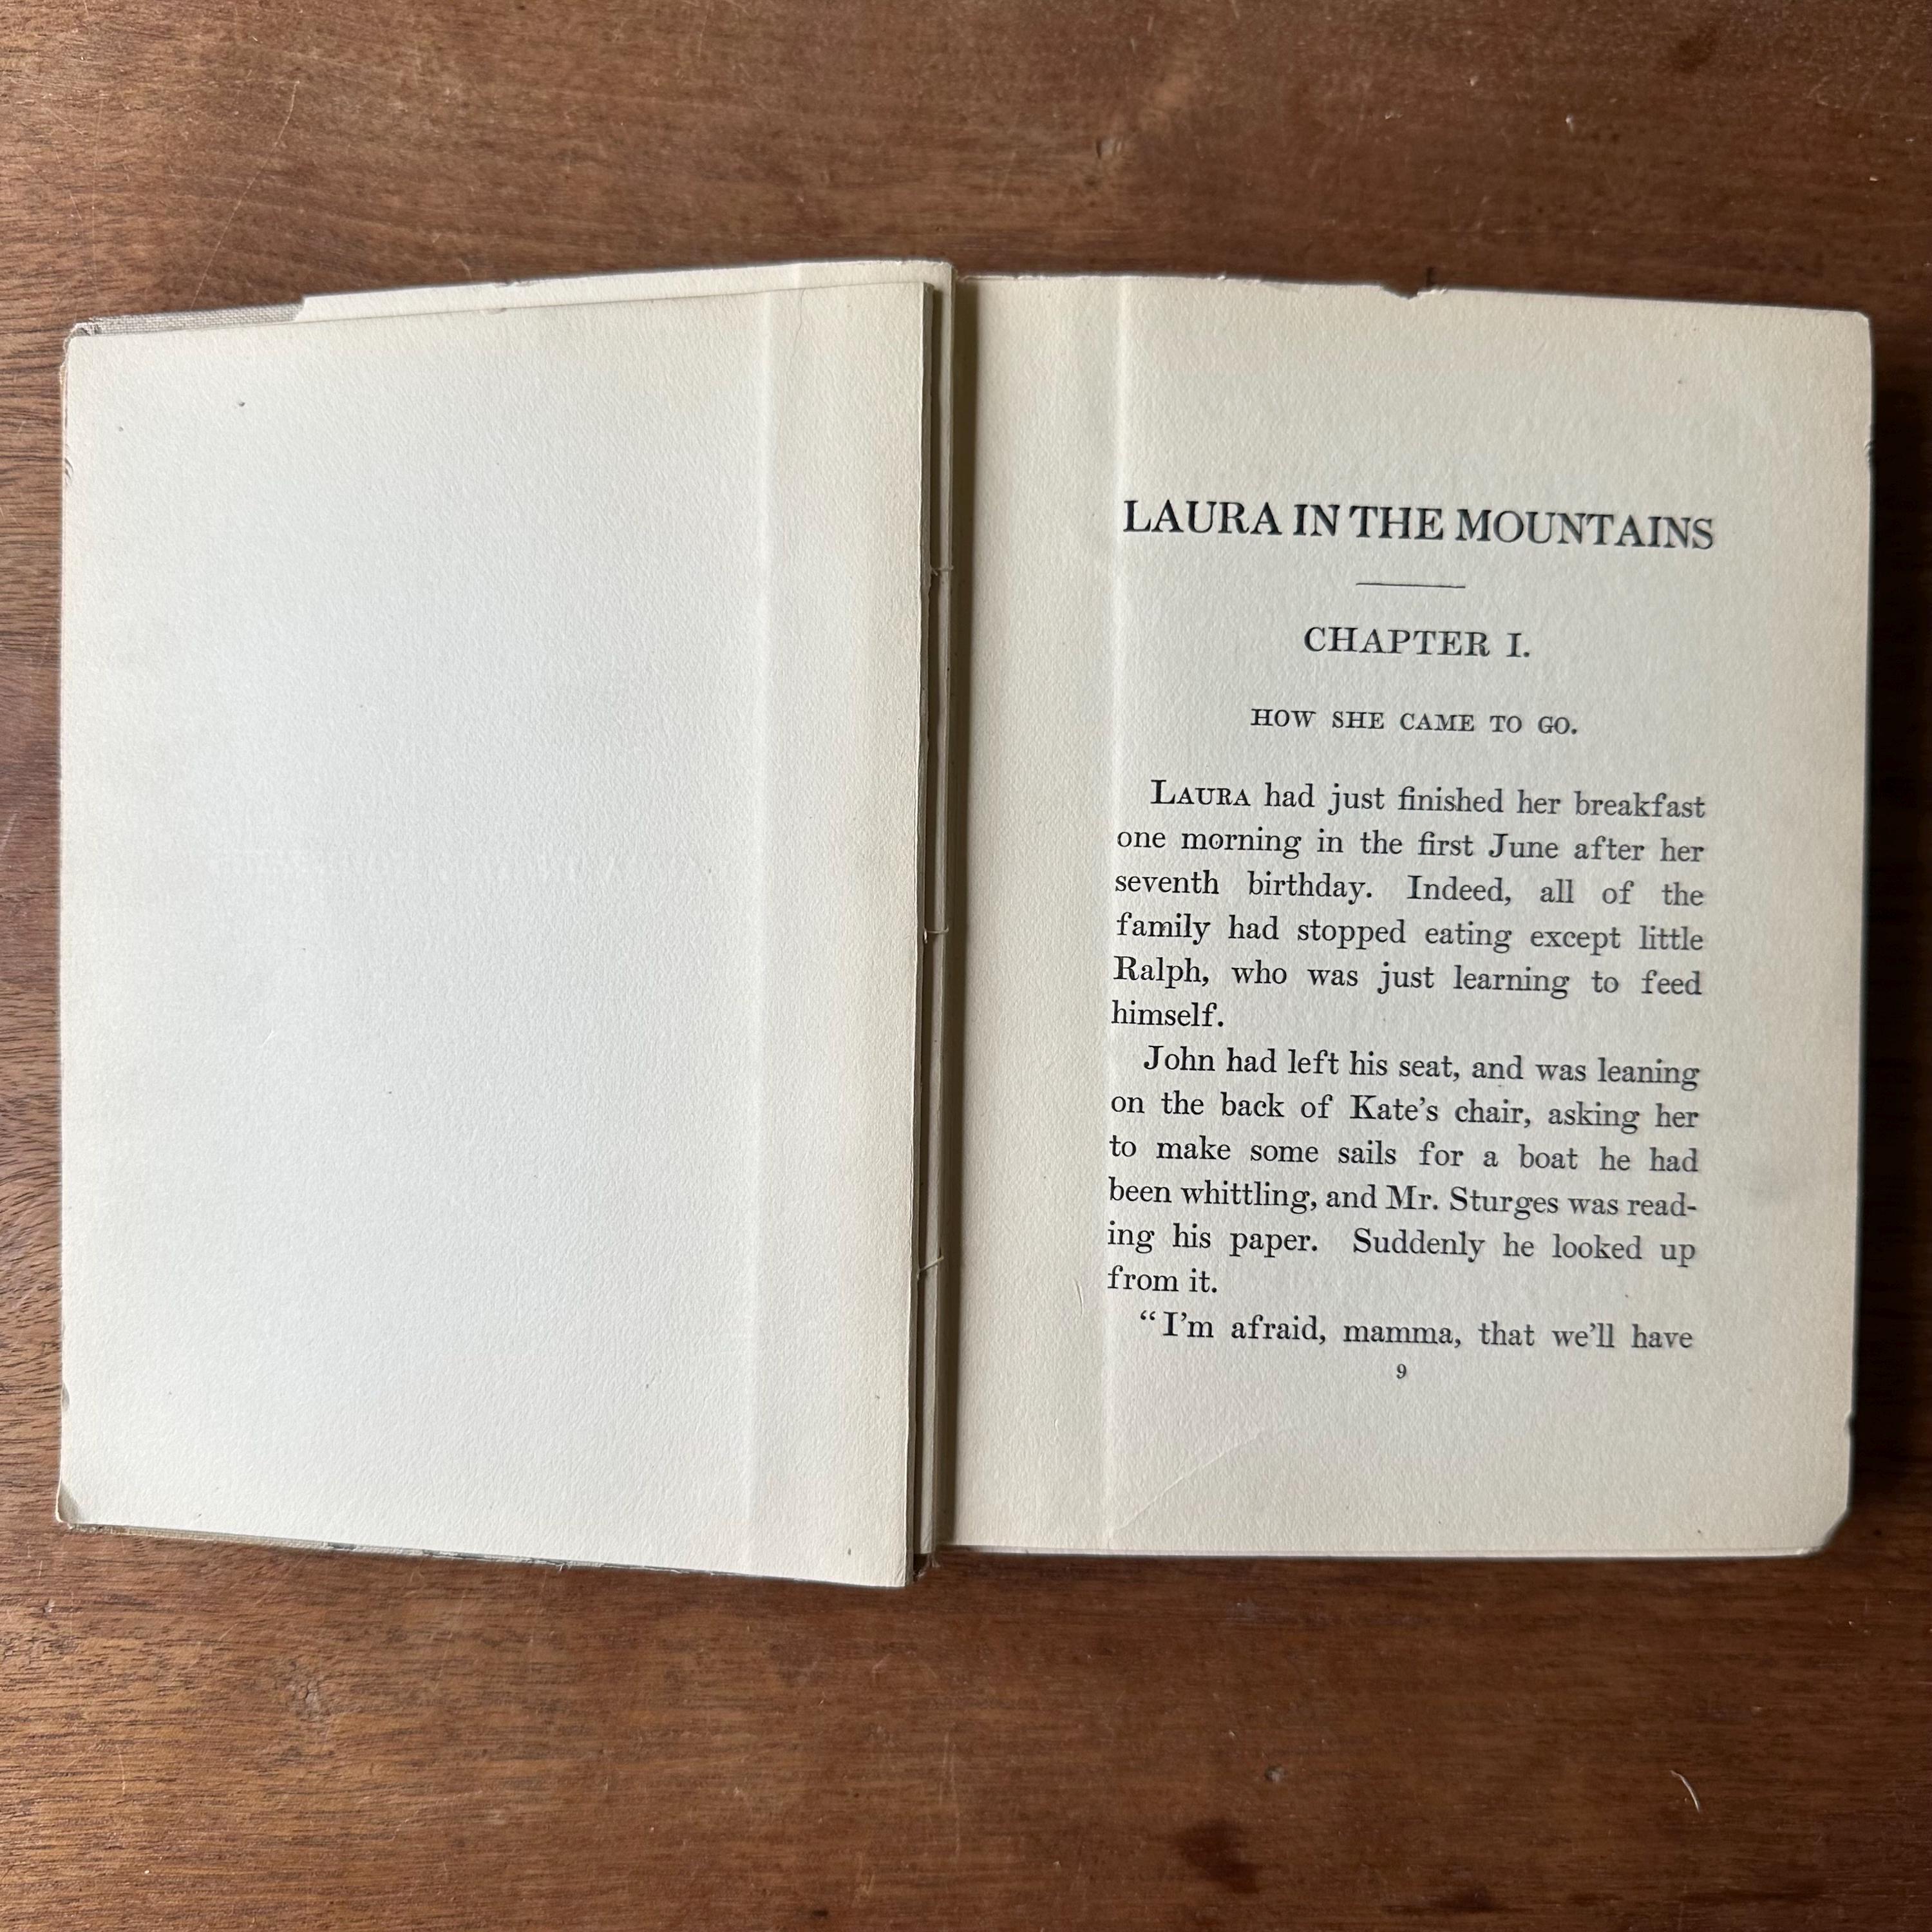 LAURA IN THE MOUNTAINS
CHAPTER I.
HOW SHE CAME TO GO.
LAURA had just finished her breakfast
one morning in the first June after her
seventh birthday. Indeed, all of the
family had stopped eating except little
Ralph, who was just learning to feed
himself.
John had left his seat, and was leaning
on the back of Kate's chair, asking her
to make some sails for a boat he had
been whittling, and Mr. Sturges was read-
ing his paper. Suddenly he looked up
from it.
“I'm afraid, mamma, that we'll have
9